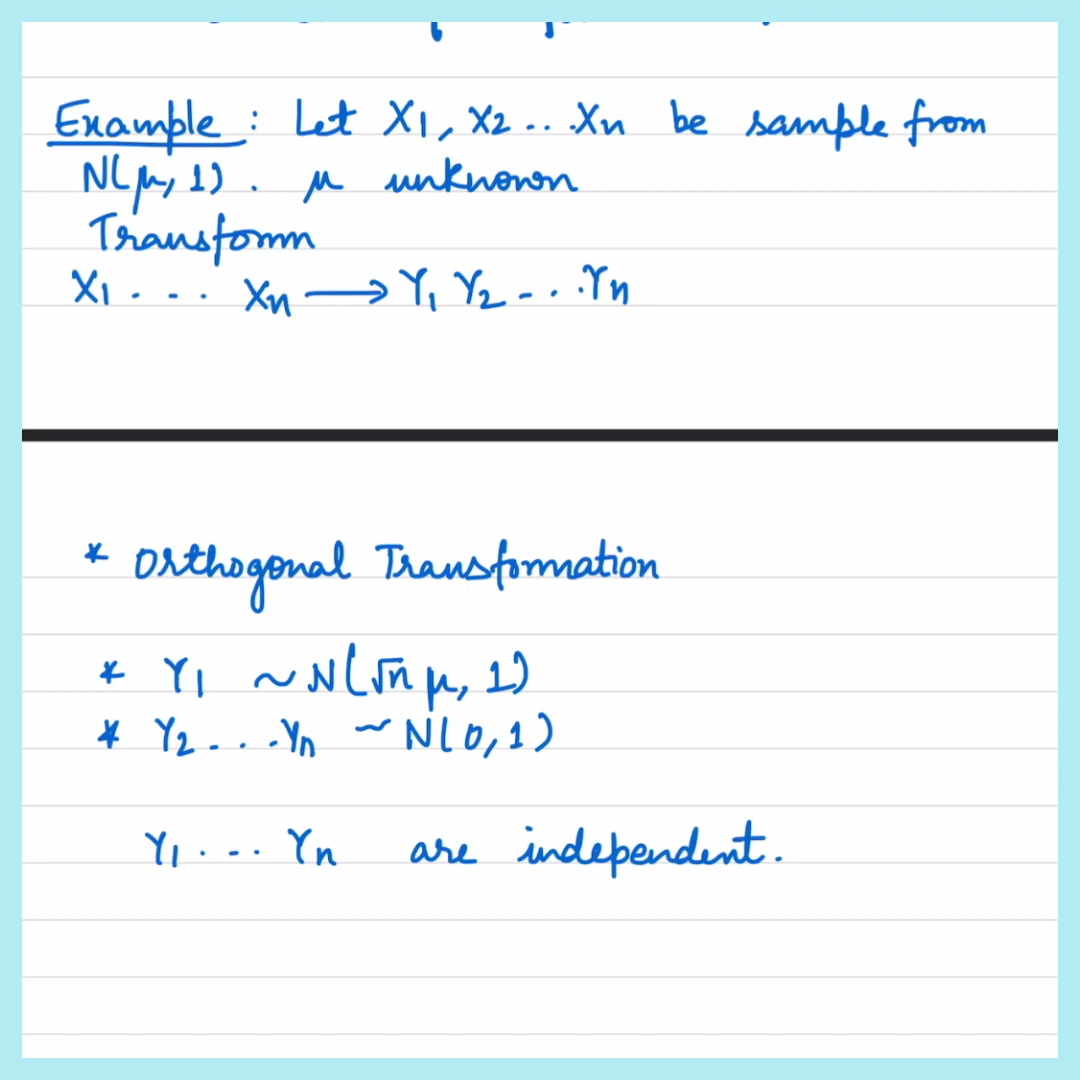 Example : Let X1, X2 ... Xn be sample from
N(μ, 1). μ unknown
Transform
X1 .... Xn ⟶ Y1 Y2 ....Yn
* Orthogonal Transformation
* Y1 ~ N(√n μ, 1)
* Y2 ....Yn ~ N(0, 1)
Y1 .... Yn are independent.